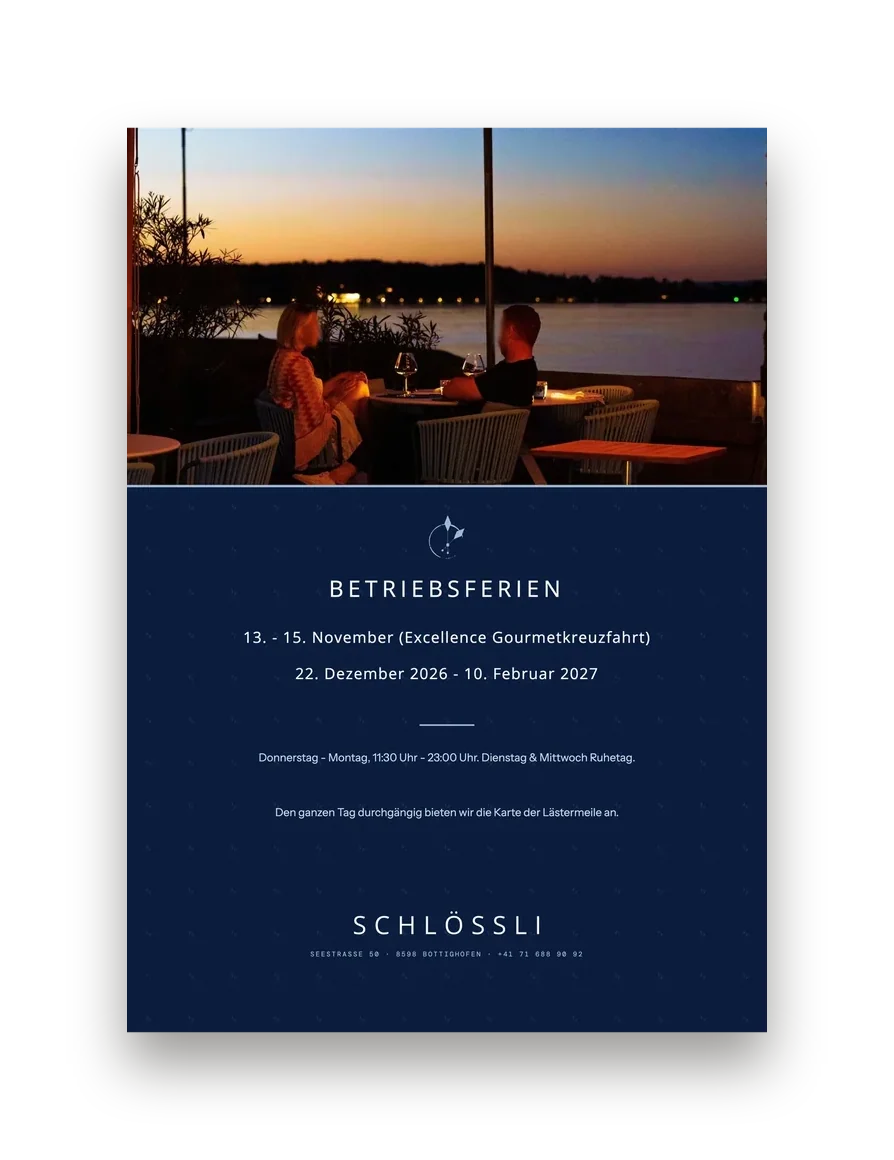 BETRIEBSFERIEN
13. - 15. November (Excellence Gourmetkreuzfahrt)
22. Dezember 2026 - 10. Februar 2027
Donnerstag – Montag, 11:30 Uhr – 23:00 Uhr. Dienstag & Mittwoch Ruhetag.
Den ganzen Tag durchgängig bieten wir die Karte der Lästermeile an.
SCHLÖSSLI
SEESTRASSE 50 · 8598 BOTTIGHOFEN · +41 71 688 90 92